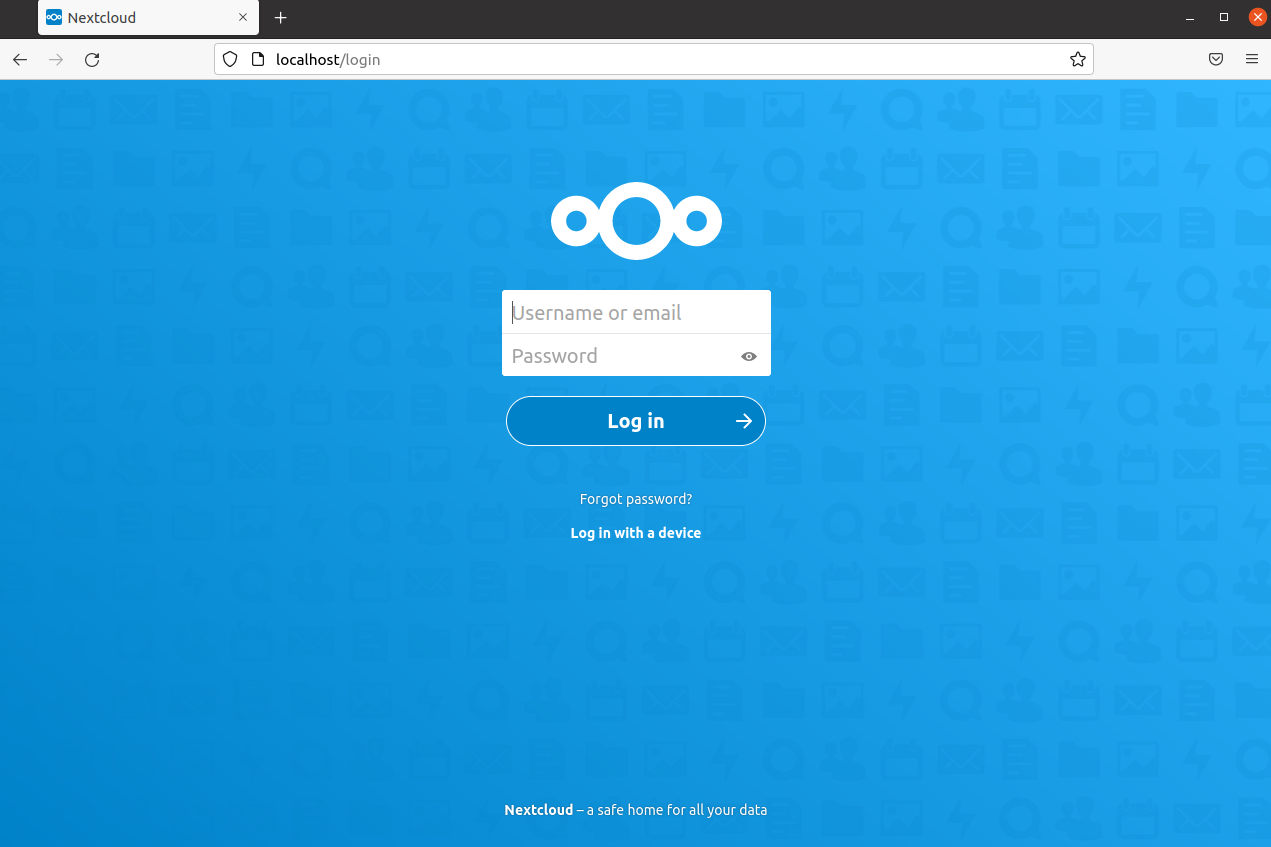 Nextcloud
localhost/login
Username or email
Password
Log in
Forgot password?
Log in with a device
Nextcloud – a safe home for all your data